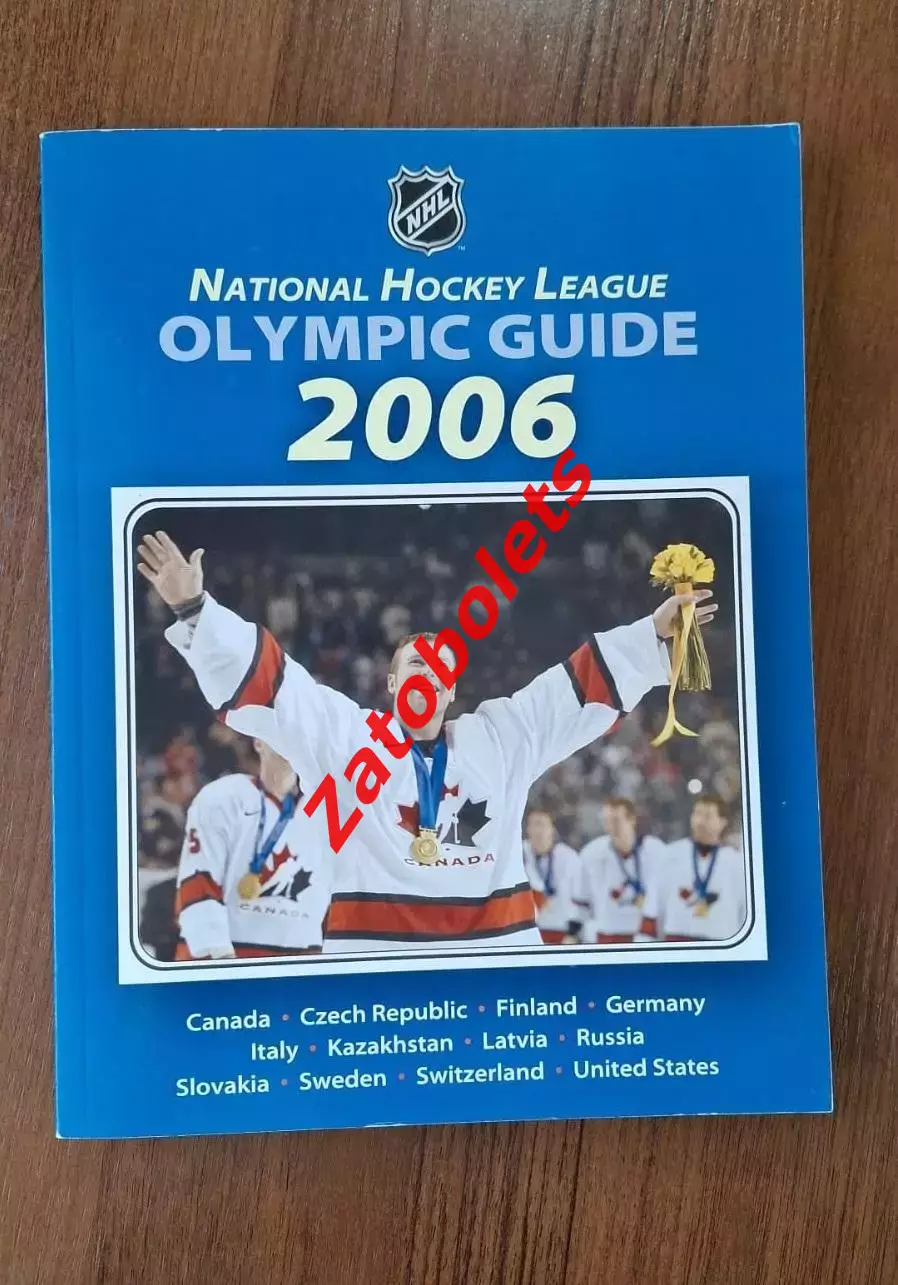 NHL
NATIONAL HOCKEY LEAGUE
OLYMPIC GUIDE
2006
Zatobolets
5
CANADA
CANADA
Canada • Czech Republic • Finland • Germany
Italy • Kazakhstan • Latvia • Russia
Slovakia • Sweden • Switzerland • United States